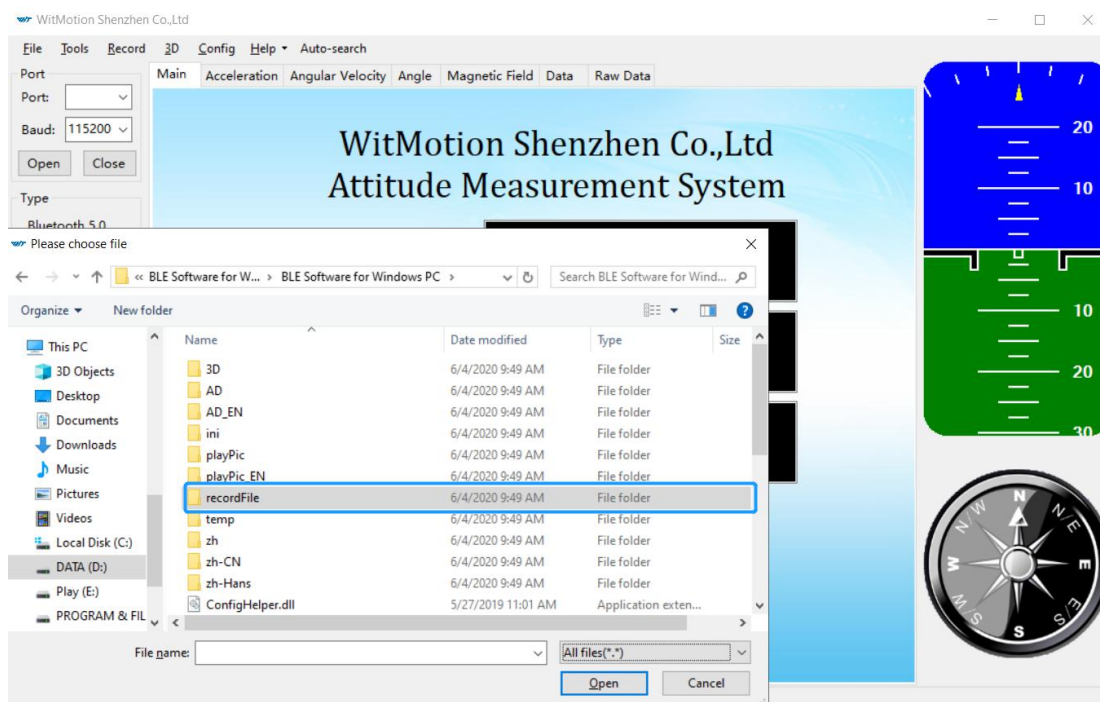 WitMotion Shenzhen Co.,Ltd
File Tools Record 3D Config Help Auto-search
Port
Port:
Baud: 115200
Open Close
Type
Bluetooth 5.0
Main Acceleration Angular Velocity Angle Magnetic Field Data Raw Data
WitMotion Shenzhen Co.,Ltd
Attitude Measurement System
20
10
10
20
30
N
N/E
E
S/E
S
S/W
W
N/W
Please choose file
« BLE Software for W... > BLE Software for Windows PC >
Search BLE Software for Wind...
Organize New folder
This PC
3D Objects
Desktop
Documents
Downloads
Music
Pictures
Videos
Local Disk (C:)
DATA (D:)
Play (E:)
PROGRAM & FIL
Name Date modified Type Size
3D 6/4/2020 9:49 AM File folder
AD 6/4/2020 9:49 AM File folder
AD_EN 6/4/2020 9:49 AM File folder
ini 6/4/2020 9:49 AM File folder
playPic 6/4/2020 9:49 AM File folder
playPic_EN 6/4/2020 9:49 AM File folder
recordFile 6/4/2020 9:49 AM File folder
temp 6/4/2020 9:49 AM File folder
zh 6/4/2020 9:49 AM File folder
zh-CN 6/4/2020 9:49 AM File folder
zh-Hans 6/4/2020 9:49 AM File folder
ConfigHelper.dll 5/27/2019 11:01 AM Application exten...
File name:
All files(*.*)
Open Cancel